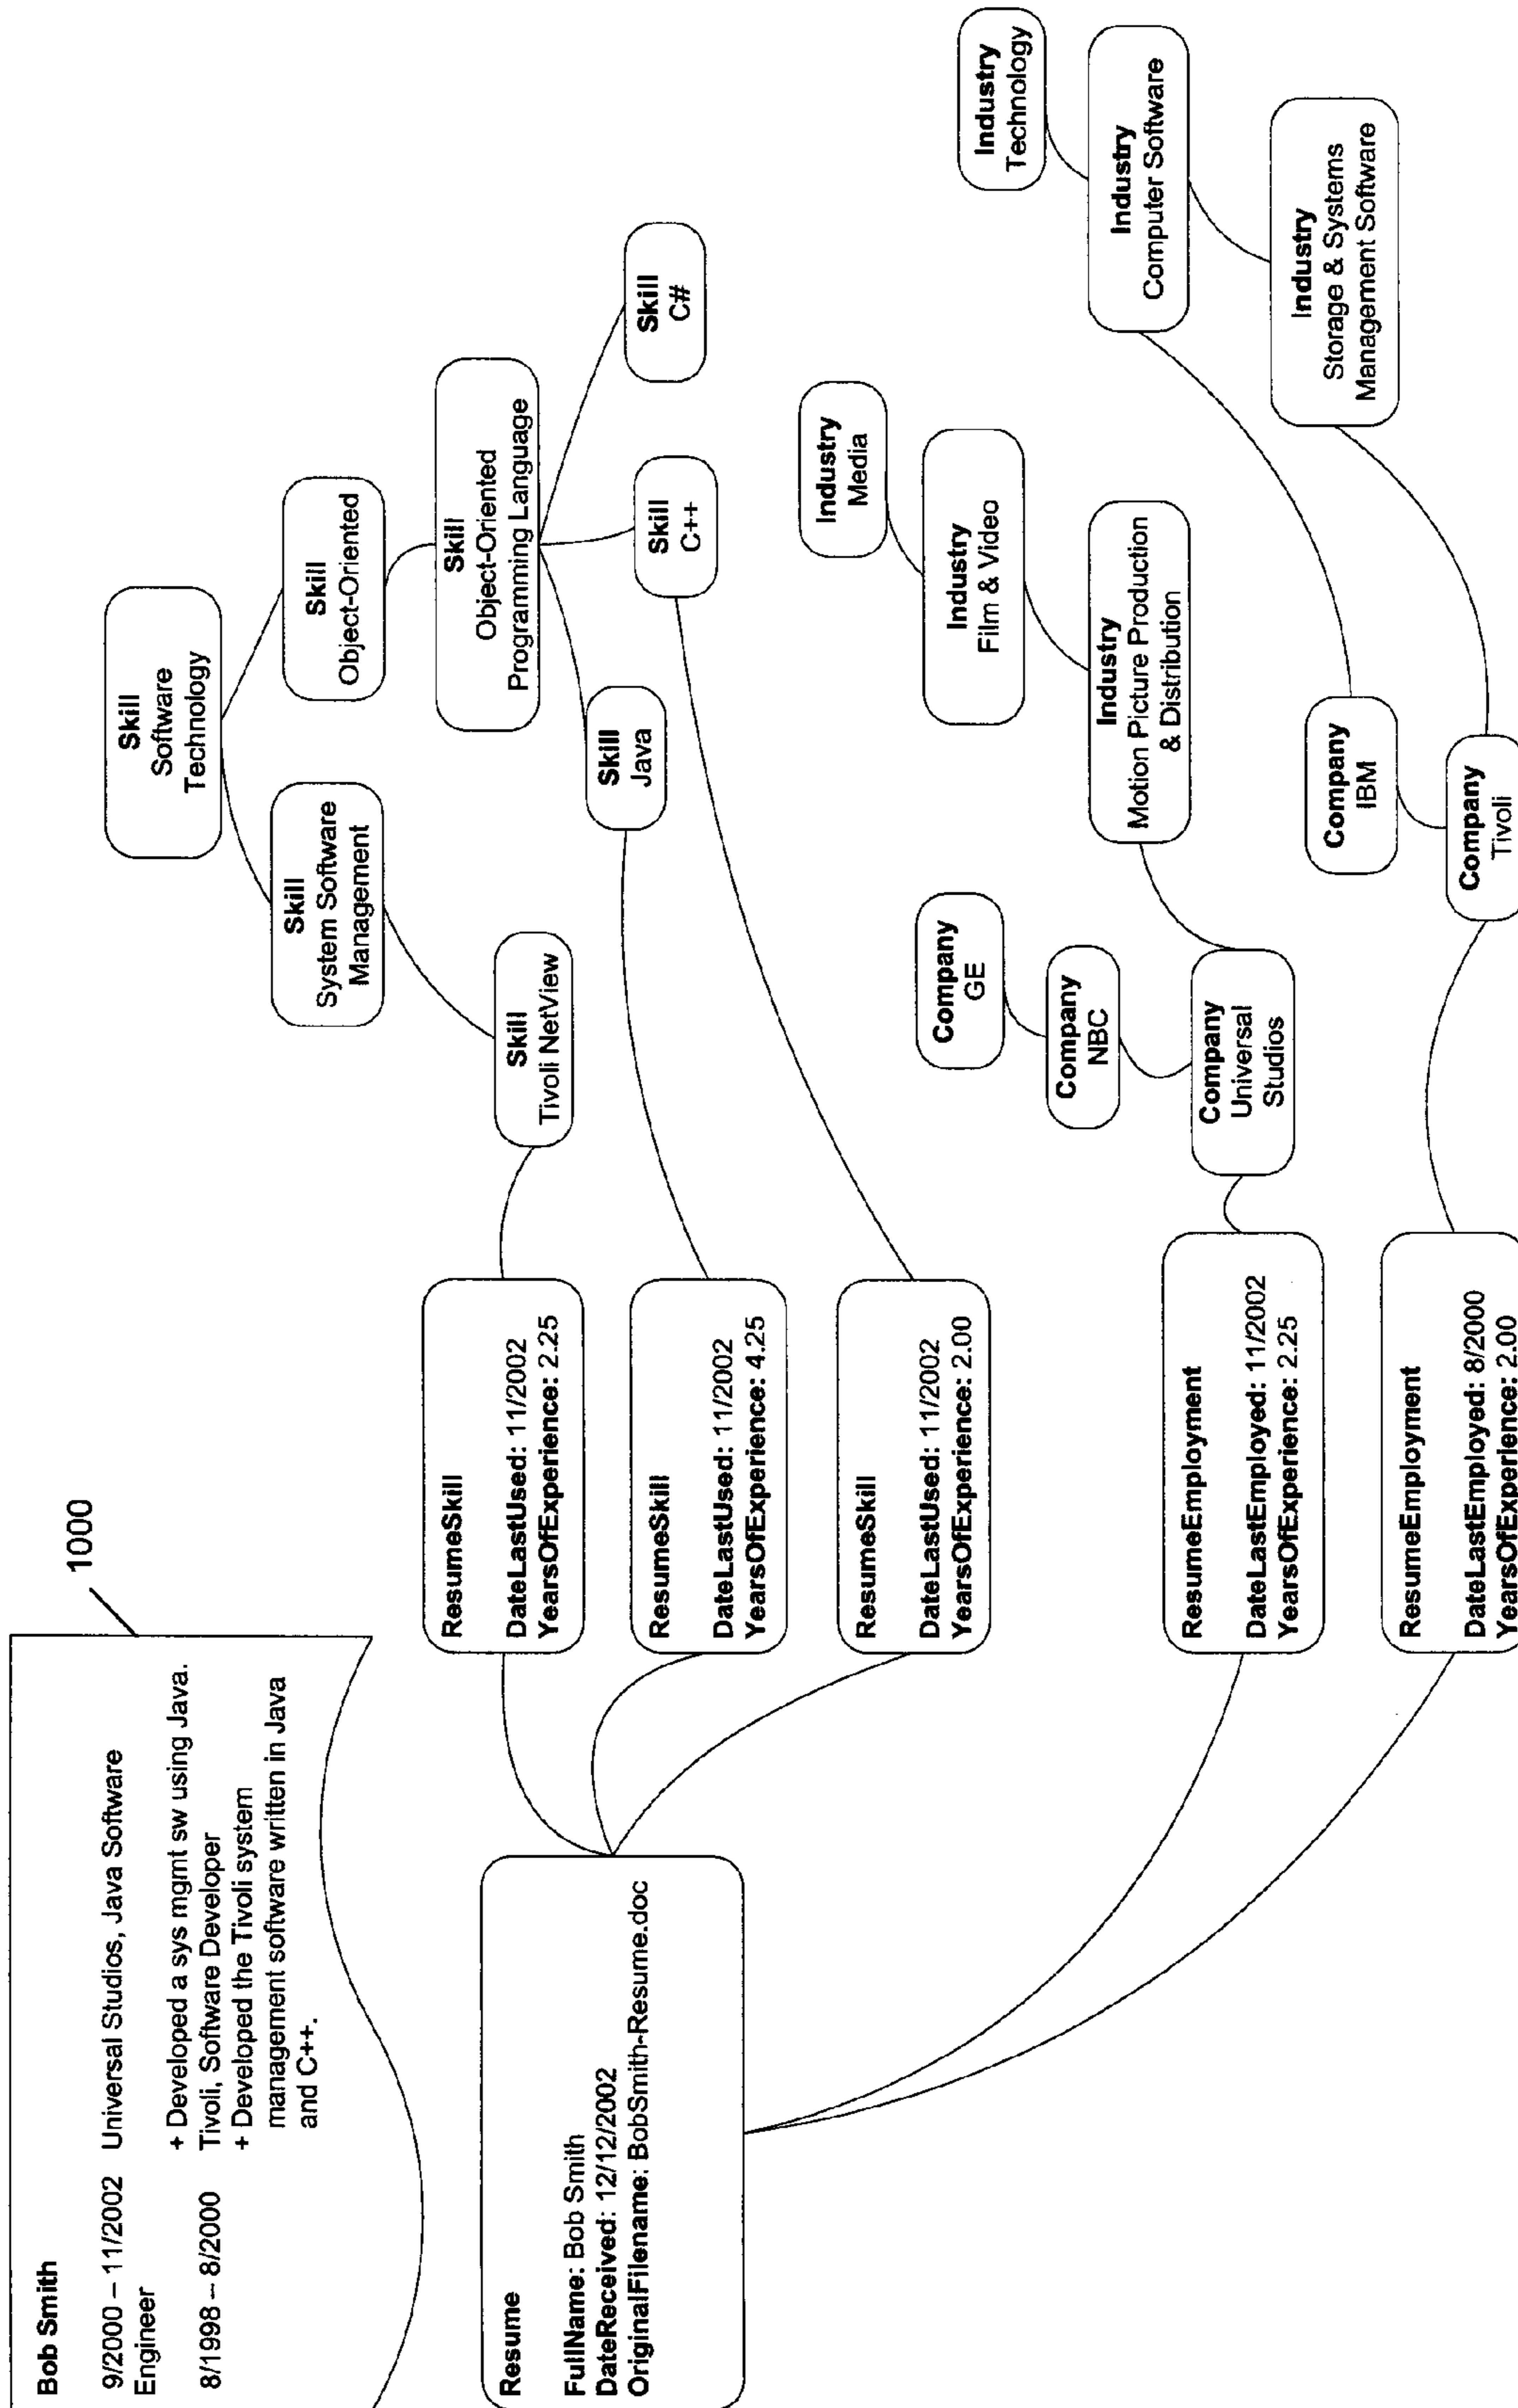 1000
Bob Smith
9/2000 – 11/2002 Universal Studios, Java Software
Engineer
+ Developed a sys mgmt sw using Java.
8/1998 – 8/2000 Tivoli, Software Developer
+ Developed the Tivoli system
management software written in Java
and C++.
Resume
FullName: Bob Smith
DateReceived: 12/12/2002
OriginalFilename: BobSmith-Resume.doc
ResumeSkill
DateLastUsed: 11/2002
YearsOfExperience: 2.25
ResumeSkill
DateLastUsed: 11/2002
YearsOfExperience: 4.25
ResumeSkill
DateLastUsed: 11/2002
YearsOfExperience: 2.00
ResumeEmployment
DateLastEmployed: 11/2002
YearsOfExperience: 2.25
ResumeEmployment
DateLastEmployed: 8/2000
YearsOfExperience: 2.00
Skill
Software
Technology
Skill
System Software
Management
Skill
Object-Oriented
Skill
Tivoli NetView
Skill
Object-Oriented
Programming Language
Skill
Java
Skill
C++
Skill
C#
Company
GE
Company
NBC
Company
Universal
Studios
Industry
Media
Industry
Film & Video
Industry
Motion Picture Production
& Distribution
Company
IBM
Company
Tivoli
Industry
Technology
Industry
Computer Software
Industry
Storage & Systems
Management Software